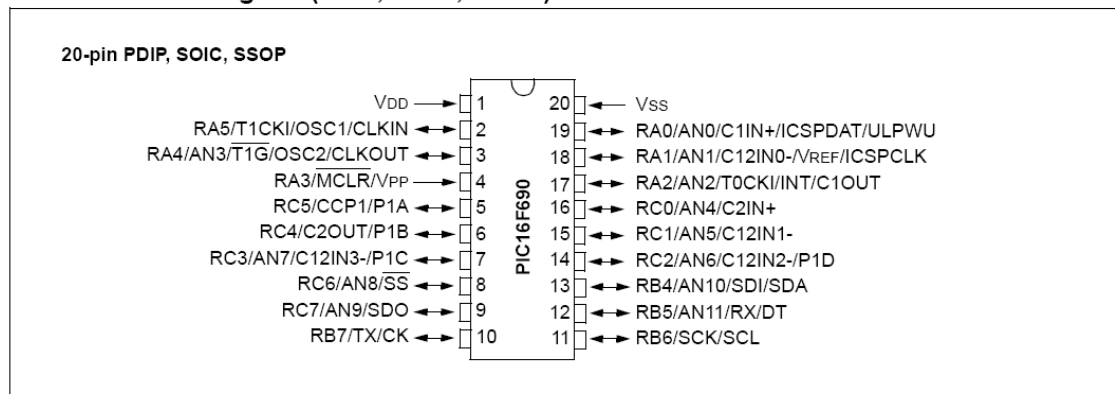 20-pin PDIP, SOIC, SSOP
VDD 1 20 VSS
RA5/T1CKI/OSC1/CLKIN 2 19 RA0/AN0/C1IN+/ICSPDAT/ULPWU
RA4/AN3/T1G/OSC2/CLKOUT 3 18 RA1/AN1/C12IN0-/VREF/ICSPCLK
RA3/MCLR/VPP 4 17 RA2/AN2/T0CKI/INT/C1OUT
RC5/CCP1/P1A 5 16 RC0/AN4/C2IN+
RC4/C2OUT/P1B 6 15 RC1/AN5/C12IN1-
RC3/AN7/C12IN3-/P1C 7 14 RC2/AN6/C12IN2-/P1D
RC6/AN8/SS 8 13 RB4/AN10/SDI/SDA
RC7/AN9/SDO 9 12 RB5/AN11/RX/DT
RB7/TX/CK 10 11 RB6/SCK/SCL
PIC16F690